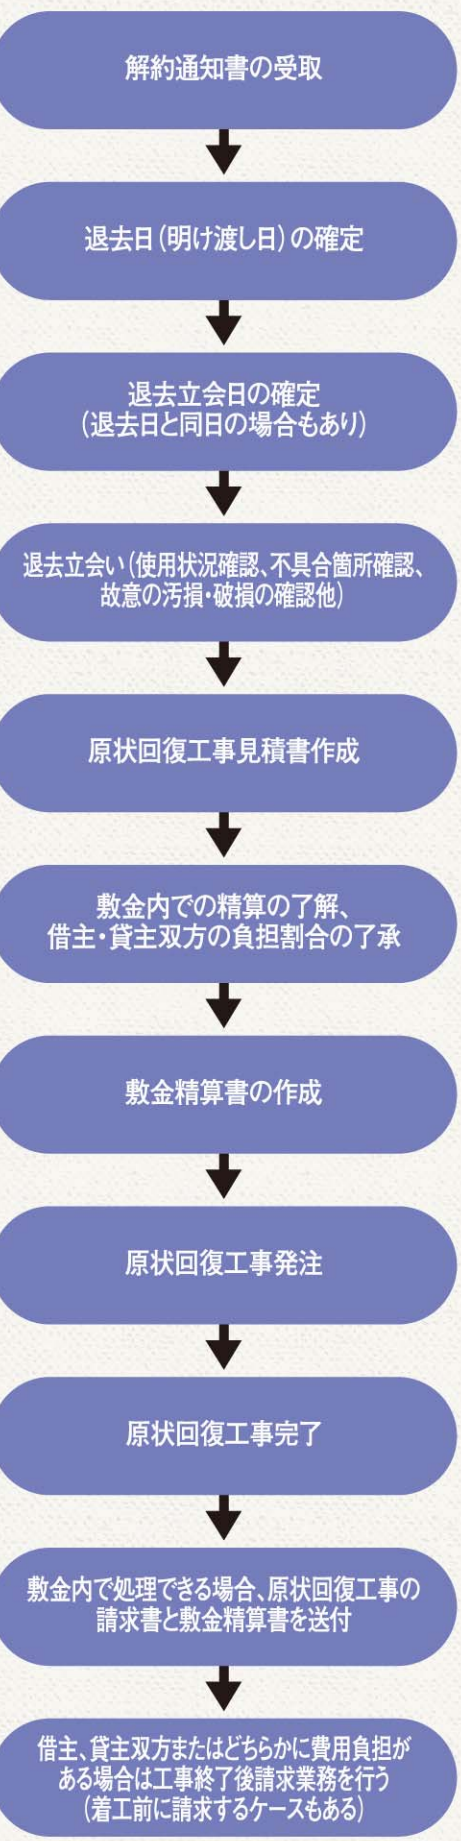 解約通知書の受取
退去日(明け渡し日)の確定
退去立会日の確定
(退去日と同日の場合もあり)
退去立会い(使用状況確認、不具合箇所確認、
故意の汚損・破損の確認他)
原状回復工事見積書作成
敷金内での精算の了解、
借主・貸主双方の負担割合の了承
敷金精算書の作成
原状回復工事発注
原状回復工事完了
敷金内で処理できる場合、原状回復工事の
請求書と敷金精算書を送付
借主、貸主双方またはどちらかに費用負担が
ある場合は工事終了後請求業務を行う
(着工前に請求するケースもある)